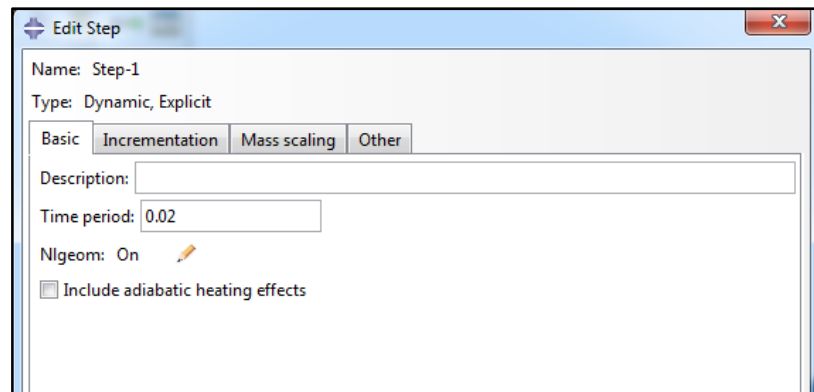 Edit Step
Name: Step-1
Type: Dynamic, Explicit
Basic Incrementation Mass scaling Other
Description:
Time period: 0.02
Nlgeom: On
Include adiabatic heating effects